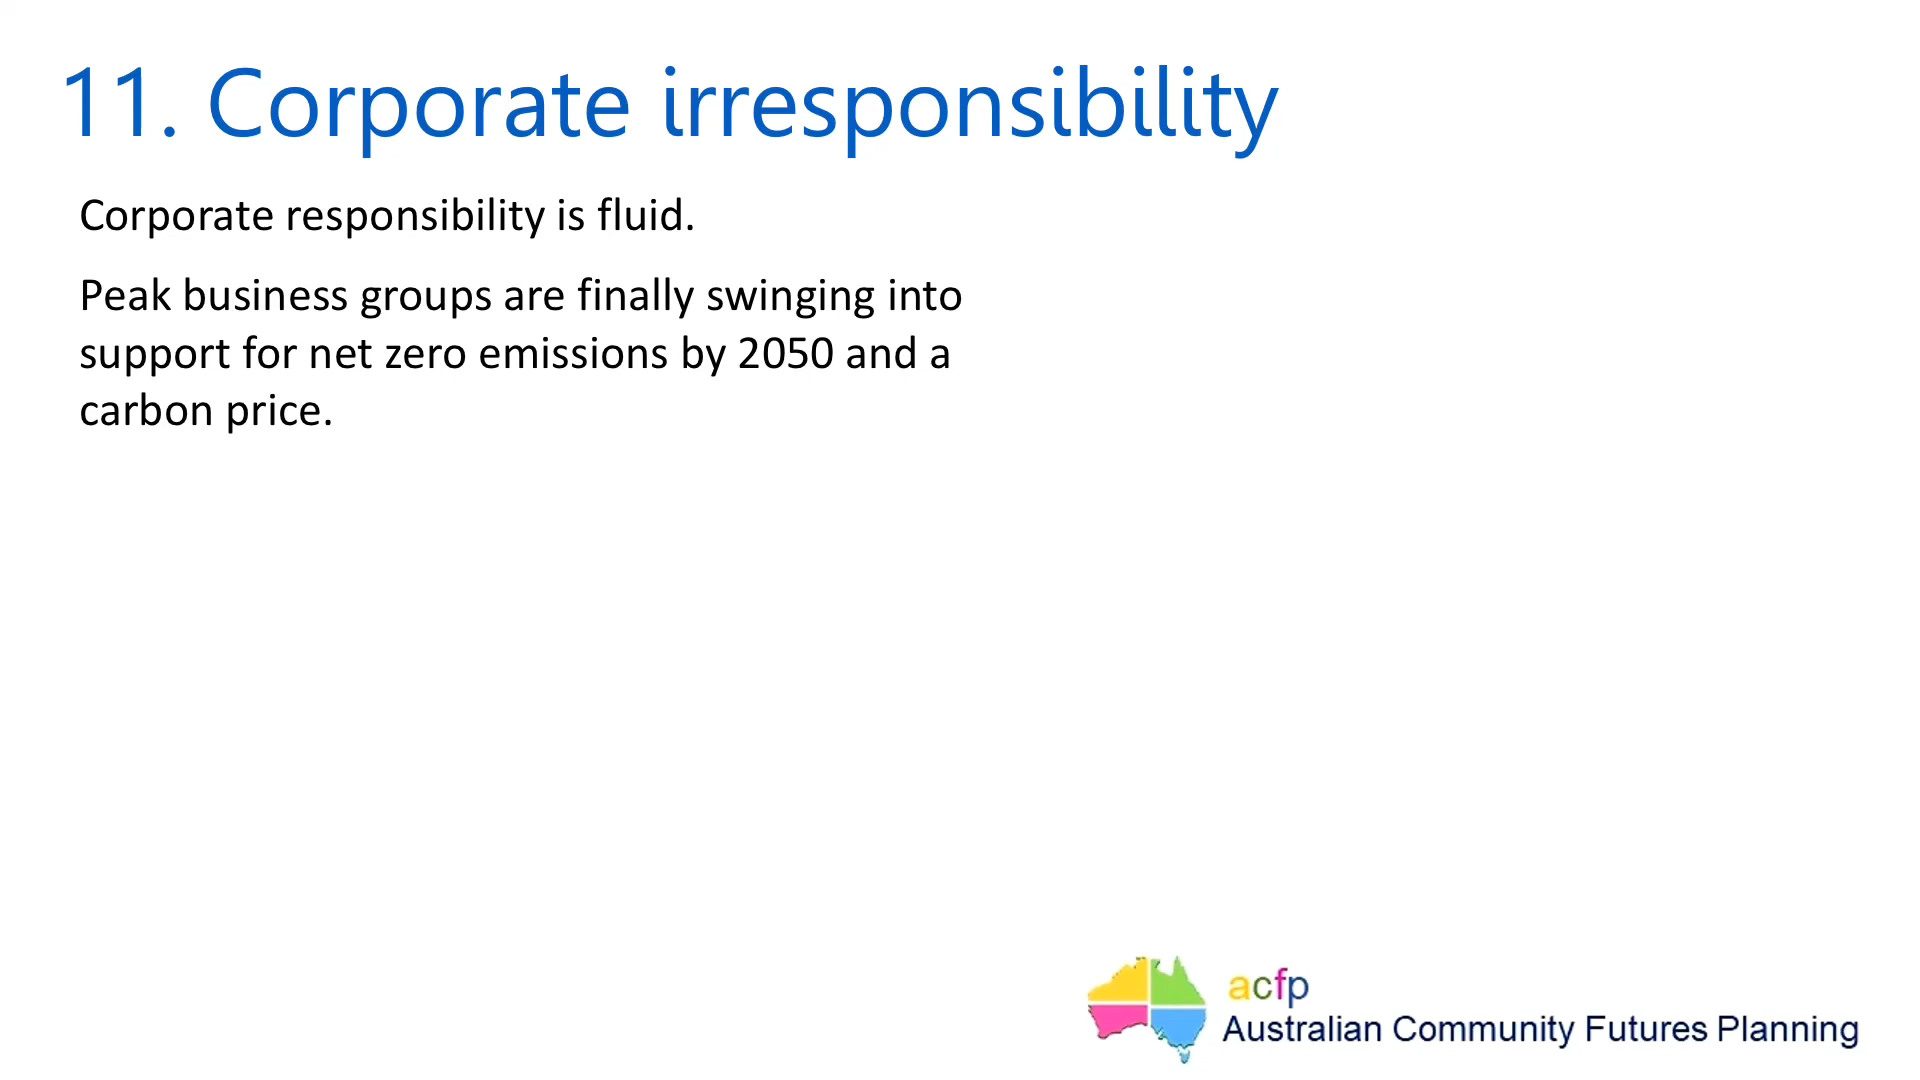 11. Corporate irresponsibility
Corporate responsibility is fluid.
Peak business groups are finally swinging into
support for net zero emissions by 2050 and a
carbon price.
acfp
Australian Community Futures Planning